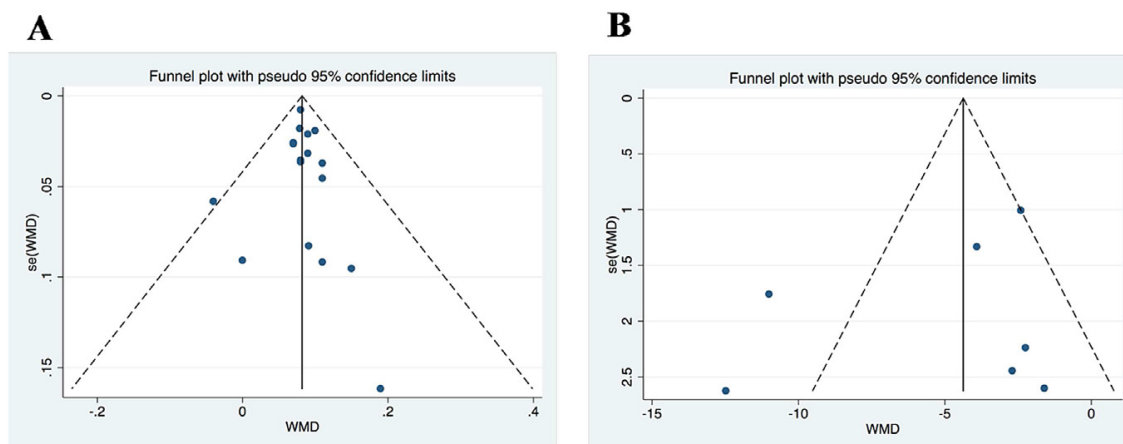 A
Funnel plot with pseudo 95% confidence limits
0
.05
.1
.15
se(WMD)
-.2
0
.2
.4
WMD
B
Funnel plot with pseudo 95% confidence limits
0
.5
1
1.5
2
2.5
se(WMD)
-15
-10
-5
0
WMD